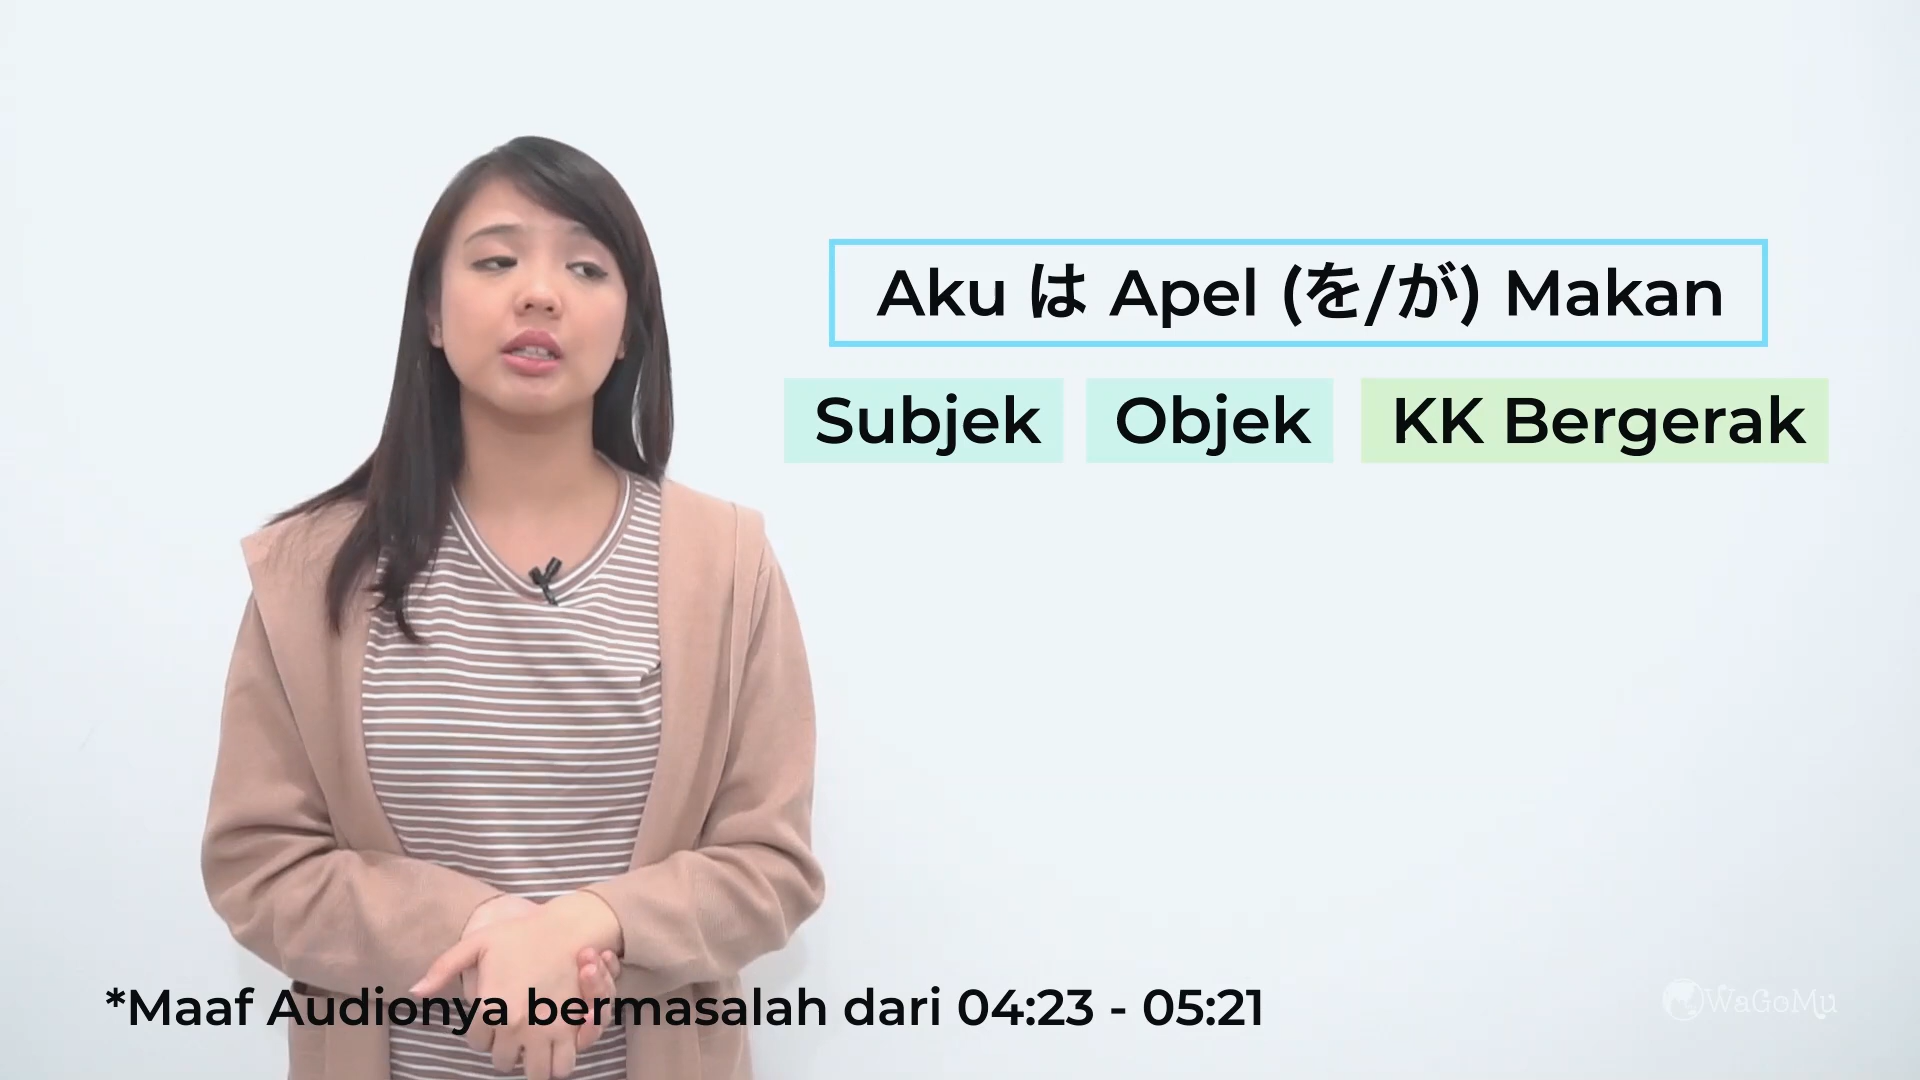 Aku は Apel (を/が) Makan
Subjek Objek KK Bergerak
*Maaf Audionya bermasalah dari 04:23 - 05:21
WaGoMu